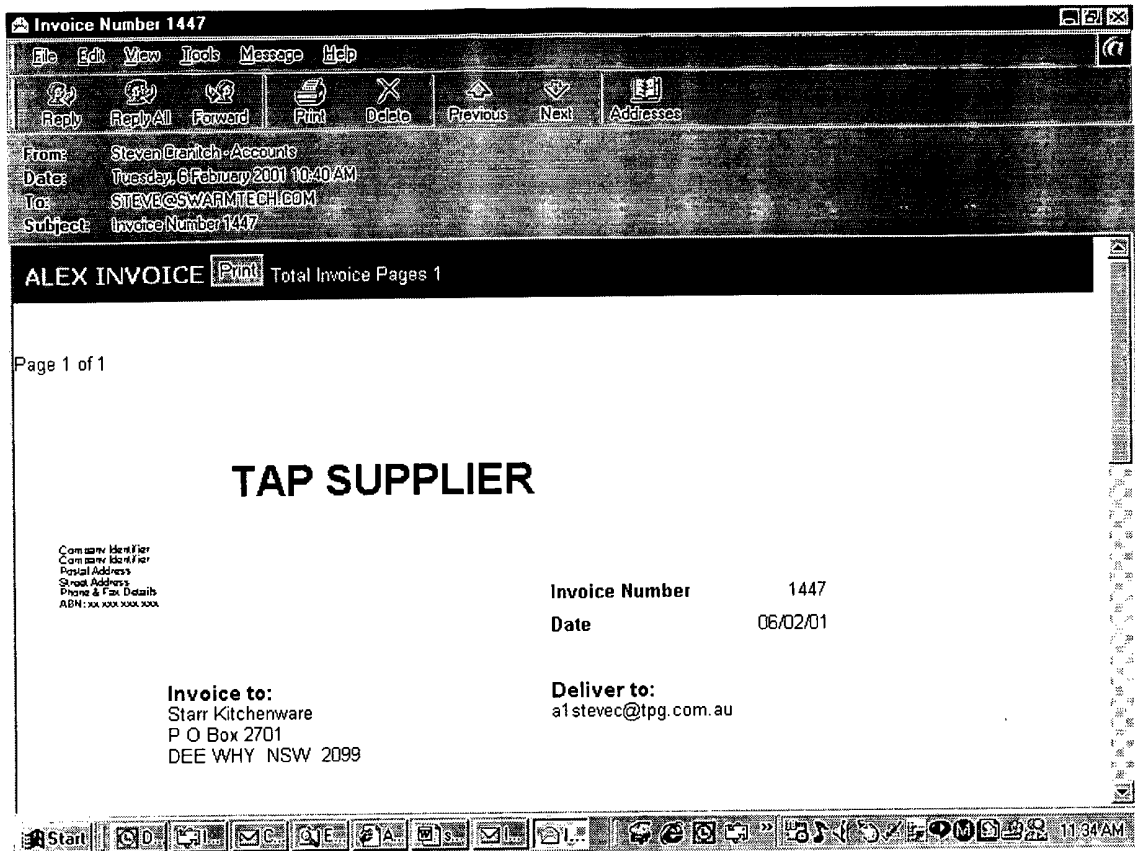 Invoice Number 1447
File Edit View Tools Message Help
Reply Reply All Forward Print Delete Previous Next Addresses
From: Steven Cranitch - Accounts
Date: Tuesday, 6 February 2001 10:40 AM
To: STEVE@SWARMTECH.COM
Subject: Invoice Number 1447
ALEX INVOICE Print Total Invoice Pages 1
Page 1 of 1
TAP SUPPLIER
Company Identifier
Company Identifier
Postal Address
Street Address
Phone & Fax Details
ABN: xx xxx xxx xxx
Invoice Number 1447
Date 06/02/01
Invoice to:
Starr Kitchenware
P O Box 2701
DEE WHY NSW 2099
Deliver to:
a1stevec@tpg.com.au
Start D... I... C... E... A... s... I... I... » 11:34 AM